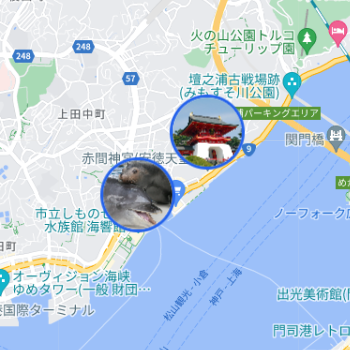 火の山公園トルコ
チューリップ園
248
248
壇之浦古戦場跡
(みもすそ川公園)
57
パーキングエリア
上田中町
関門橋
9
赤間神宮(安徳天
め
市立しものせ
水族館 海響館
ノーフォーク広
田町
オーヴィジョン海峡
ゆめタワー(一般 財団…
国際ターミナル
松山観光 - 小倉
神戸 - 上海
出光美術館(
門司港レトロ